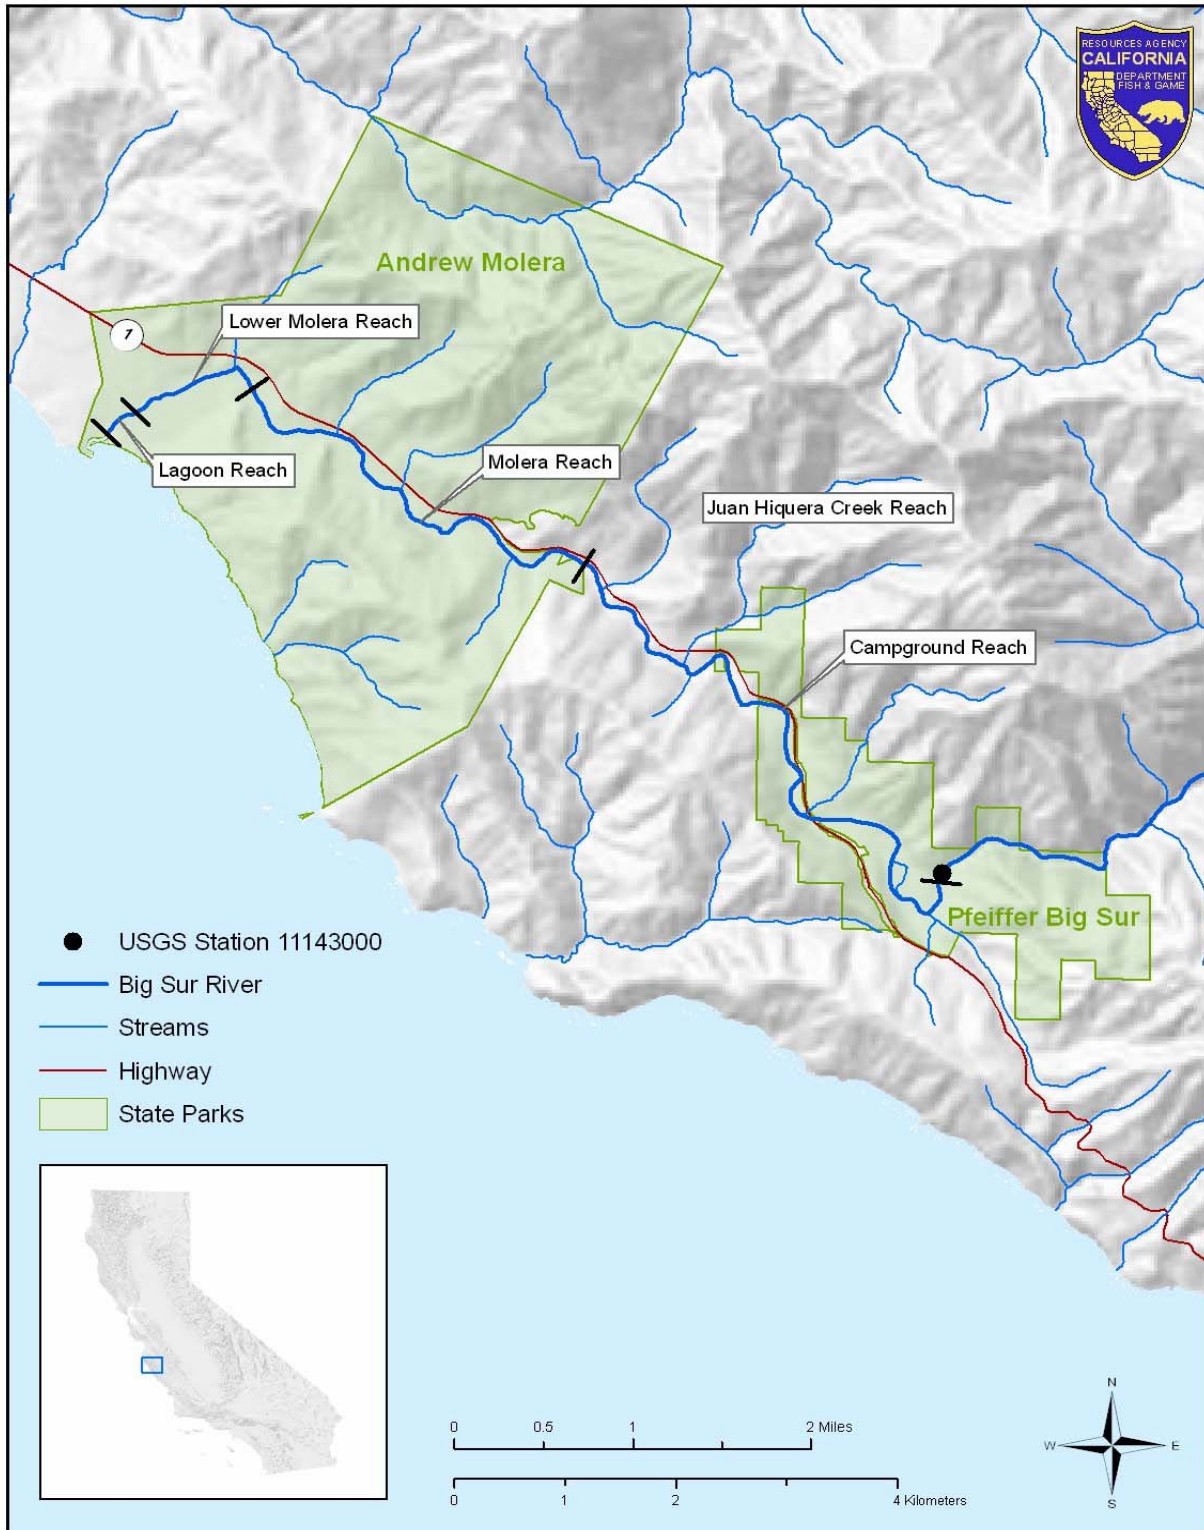 RESOURCES AGENCY
CALIFORNIA
DEPARTMENT
FISH & GAME
Andrew Molera
Lower Molera Reach
1
Lagoon Reach
Molera Reach
Juan Hiquera Creek Reach
Campground Reach
Pfeiffer Big Sur
USGS Station 11143000
Big Sur River
Streams
Highway
State Parks
0 0.5 1 2 Miles
0 1 2 4 Kilometers
N
W E
S